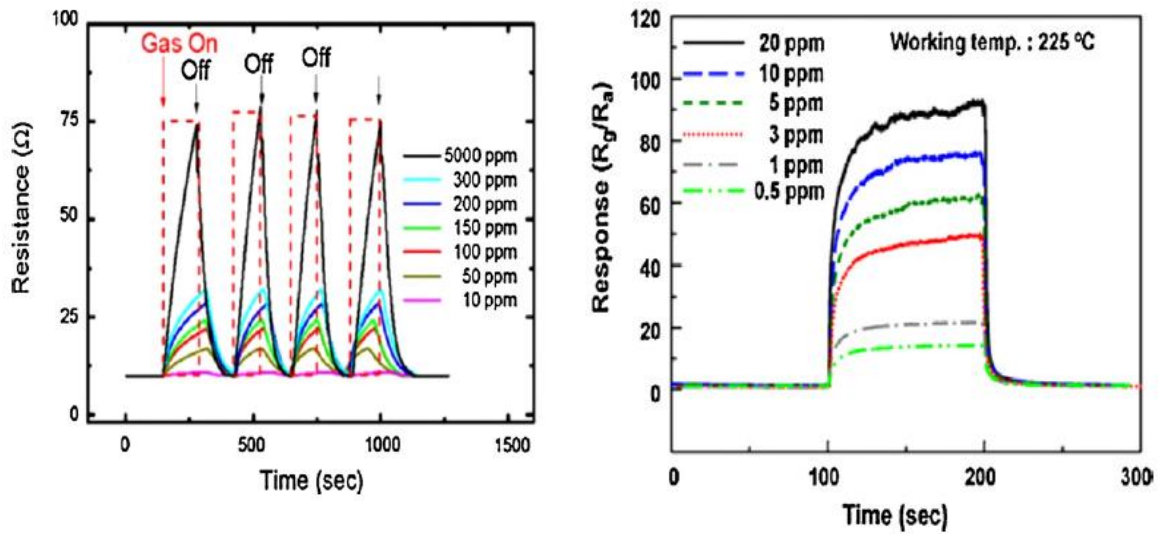 100
75
50
25
0
Resistance (Ω)
Gas On
Off
Off
Off
5000 ppm
300 ppm
200 ppm
150 ppm
100 ppm
50 ppm
10 ppm
0
500
1000
1500
Time (sec)
120
100
80
60
40
20
0
Response (Rg/Ra)
20 ppm
10 ppm
5 ppm
3 ppm
1 ppm
0.5 ppm
Working temp. : 225 ºC
0
100
200
300
Time (sec)